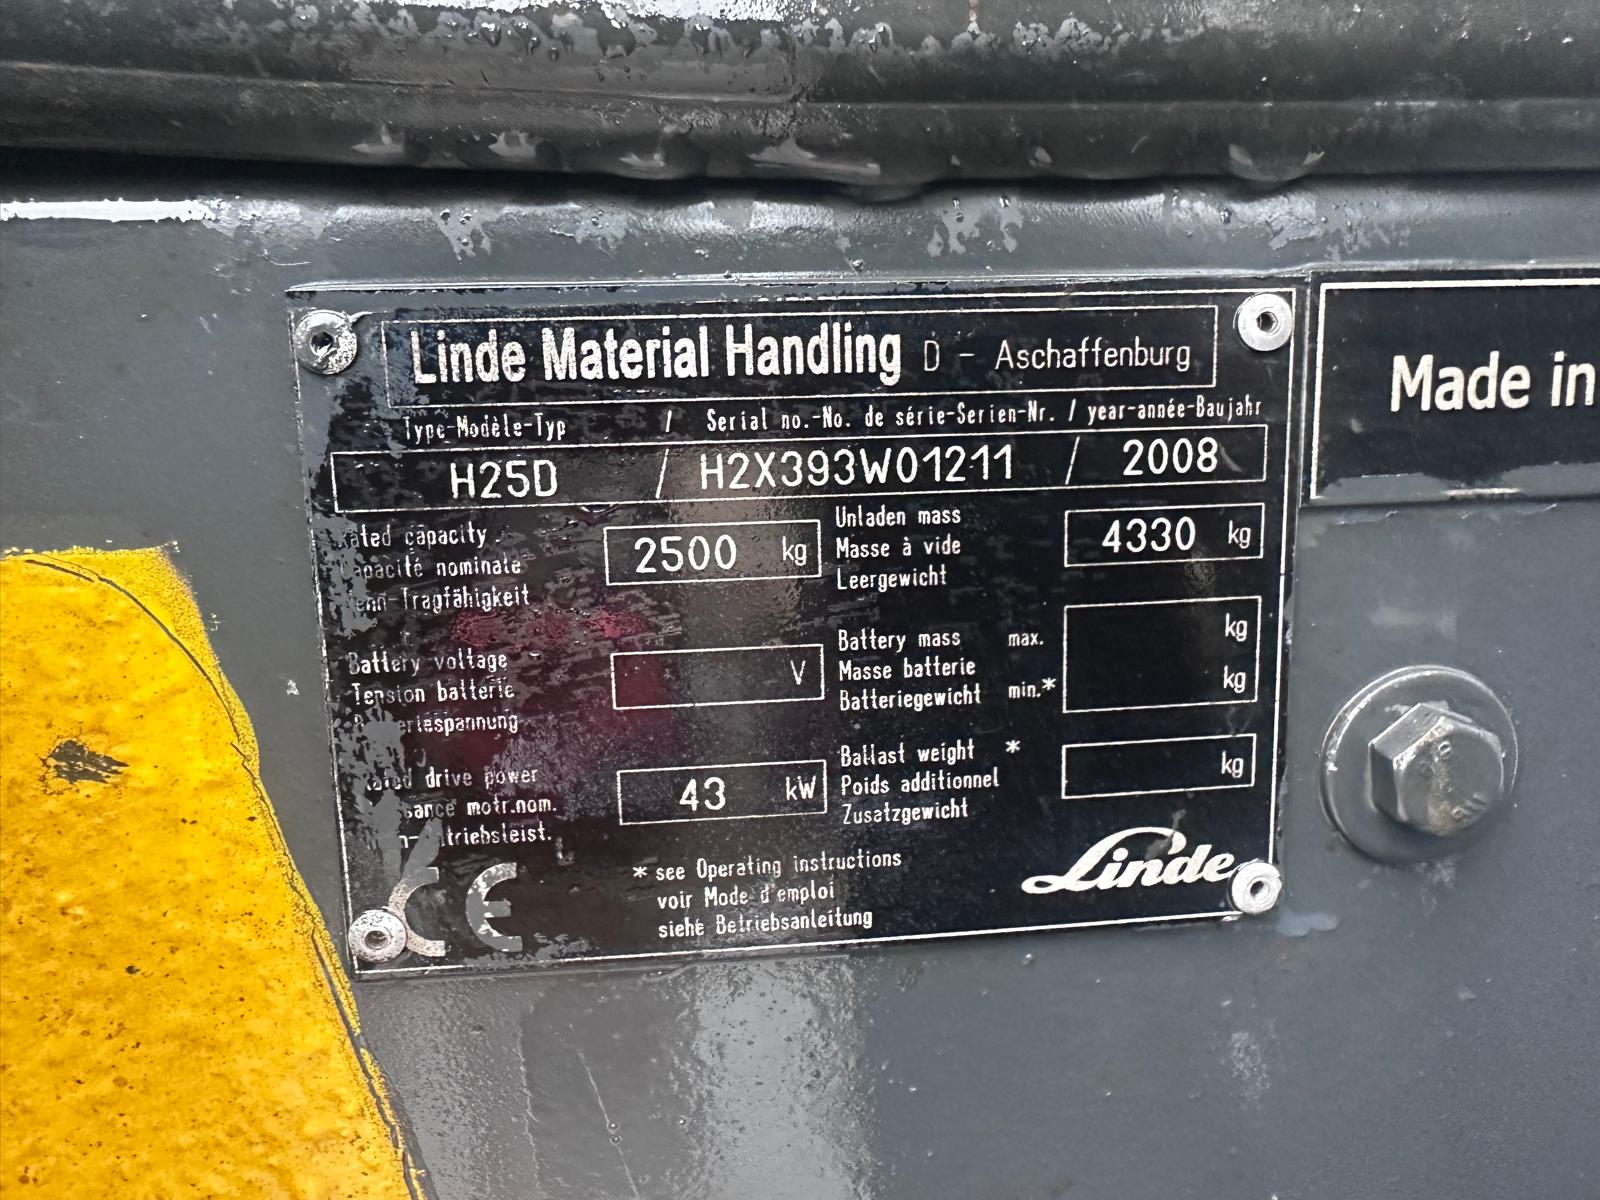 Linde Material Handling D - Aschaffenburg
Made in
Type-Modèle-Typ / Serial no.-No. de série-Serien-Nr. / year-année-Baujahr
H25D / H2X393W01211 / 2008
capacity 2500 kg
nominale
Tragfähigkeit
Unladen mass 4330 kg
Masse à vide
Leergewicht
Battery voltage V
Tension batterie
Battery mass max. kg
Masse batterie
Batteriegewicht min.* kg
drive power 43 kW
motr.nom.
Ballast weight * kg
Poids additionnel
Zusatzgewicht
CE
* see Operating instructions
voir Mode d'emploi
siehe Betriebsanleitung
Linde